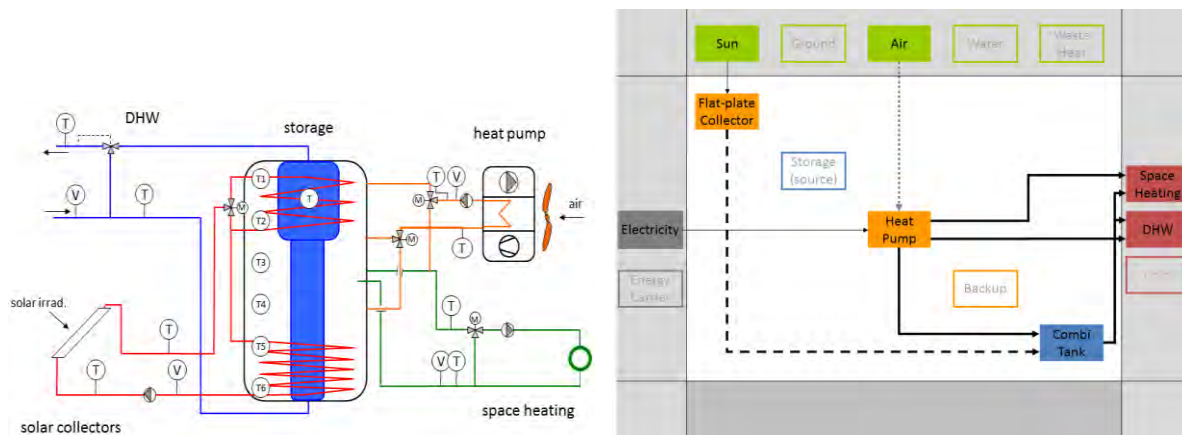 DHW
storage
heat pump
T
T1
T
V
T
M
M
air
V
T
T2
M
T
T3
solar irrad.
T4
T
M
T
T5
V
T
T
V
T6
space heating
solar collectors
Sun
Ground
Air
Water
Waste
Heat
Flat-plate
Collector
Storage
(source)
Space
Heating
Electricity
Heat
Pump
DHW
Energy
Carrier
Backup
Combi
Tank